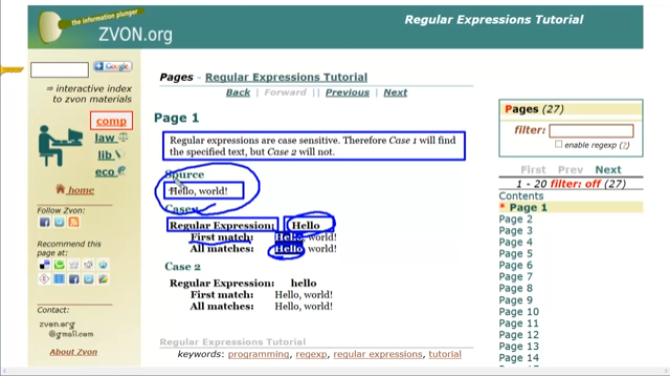 the information plunger
ZVON.org
Regular Expressions Tutorial
Google
⇒ interactive index
to zvon materials
comp
law
lib
eco
home
Follow Zvon:
Recommend this
page at:
Contact:
zvon.org
@gmail.com
About Zvon
Pages - Regular Expressions Tutorial
Back | Forward || Previous | Next
Page 1
Regular expressions are case sensitive. Therefore Case 1 will find
the specified text, but Case 2 will not.
Source
Hello, world!
Case 1
Regular Expression: Hello
First match: Hello, world!
All matches: Hello, world!
Case 2
Regular Expression: hello
First match: Hello, world!
All matches: Hello, world!
Regular Expressions Tutorial
keywords: programming, regexp, regular expressions, tutorial
Pages (27)
filter:
enable regexp (?)
First Prev Next
1 - 20 filter: off (27)
Contents
* Page 1
Page 2
Page 3
Page 4
Page 5
Page 6
Page 7
Page 8
Page 9
Page 10
Page 11
Page 12
Page 13
Page 14